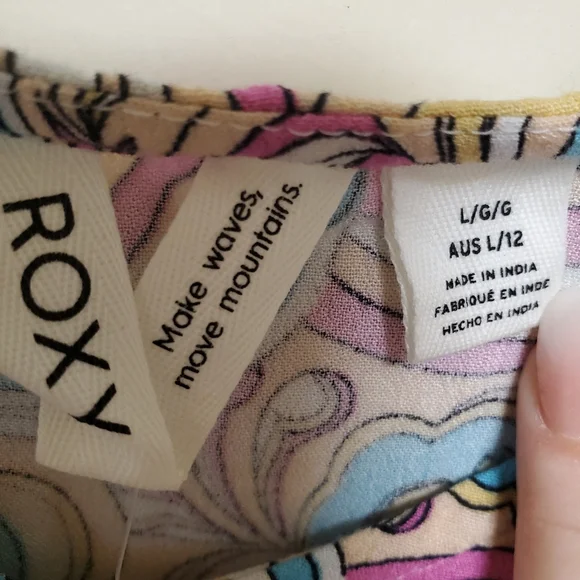 ROXY
Make waves,
move mountains.
L/G/G
AUS L/12
MADE IN INDIA
FABRIQUÉ EN INDE
HECHO EN INDIA